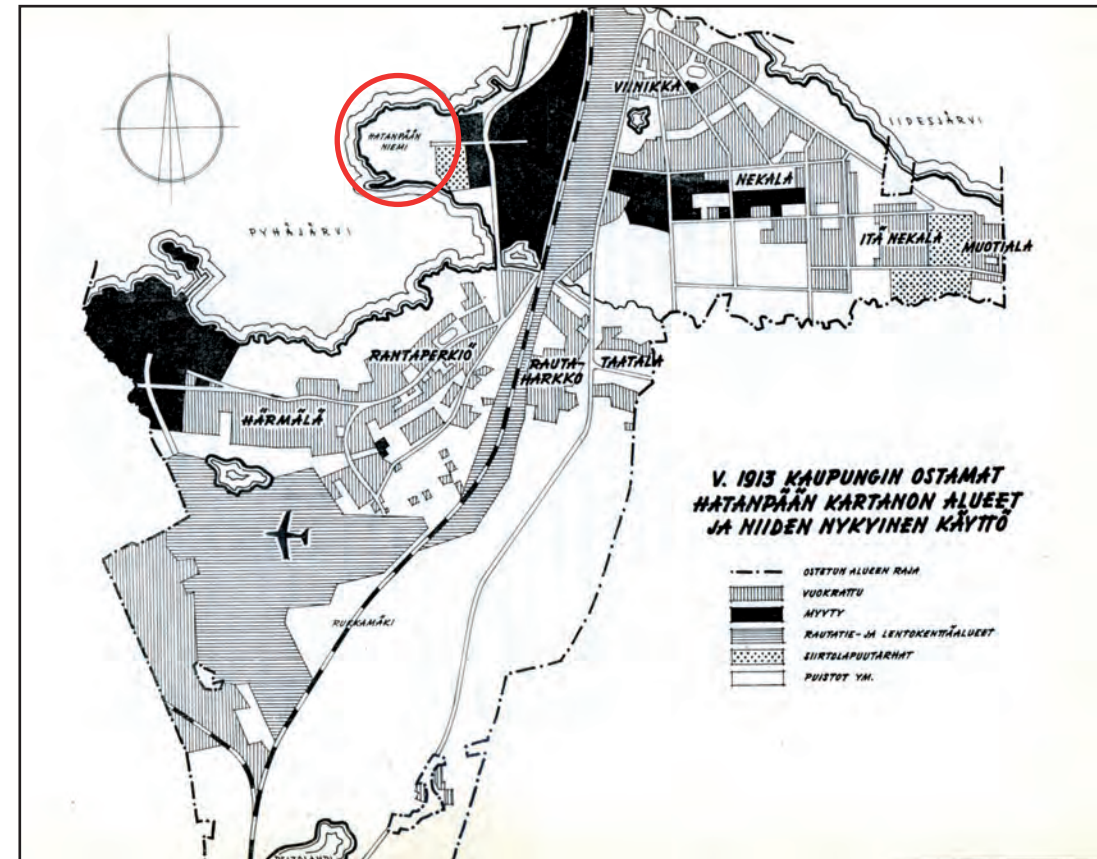 VIINIKKA
IIDESJÄRVI
HATANPÄÄN
NIEMI
NEKALA
PYHÄJÄRVI
ITÄ NEKALA
MUOTIALA
RANTAPERKIÖ
RAUTA-
HARKKO
TAATALA
HÄRMÄLÄ
V. 1913 KAUPUNGIN OSTAMAT
HATANPÄÄN KARTANON ALUEET
JA NIIDEN NYKYINEN KÄYTTÖ
OSTETUN ALUEEN RAJA
VUOKRATTU
MYYTY
RAUTATIE- JA LENTOKENTTÄALUEET
SIIRTOLAPUUTARHAT
PUISTOT YM.
RUKKAMÄKI